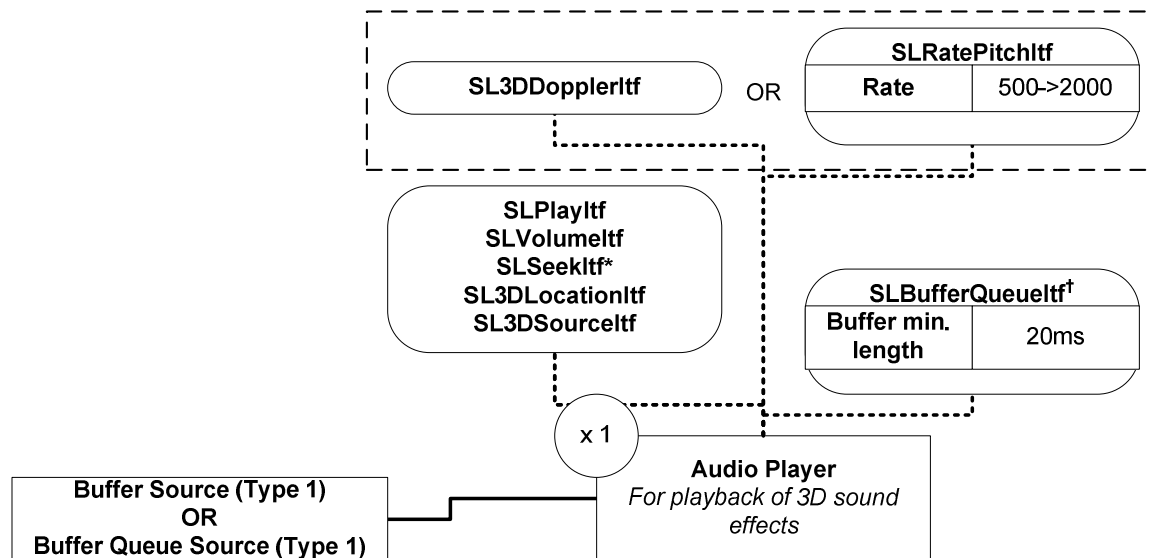 SL3DDopplerItf
OR
SLRatePitchItf
Rate
500->2000
SLPlayItf
SLVolumeItf
SLSeekItf*
SL3DLocationItf
SL3DSourceItf
SLBufferQueueItf†
Buffer min.
length
20ms
x 1
Audio Player
For playback of 3D sound
effects
Buffer Source (Type 1)
OR
Buffer Queue Source (Type 1)